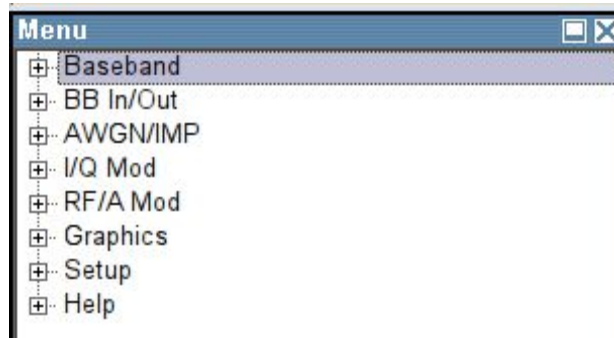 Menu
Baseband
BB In/Out
AWGN/IMP
I/Q Mod
RF/A Mod
Graphics
Setup
Help